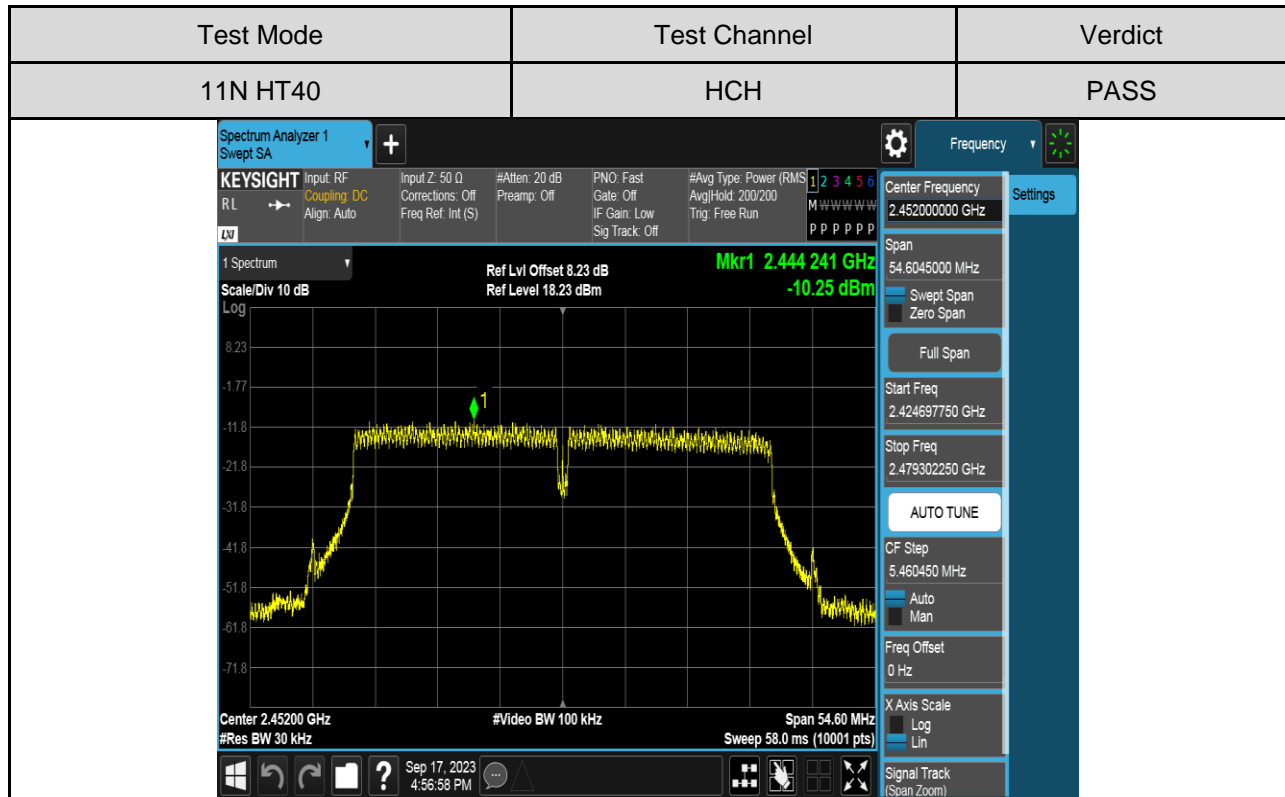 Test Mode Test Channel Verdict
11N HT40 HCH PASS
Spectrum Analyzer 1
Swept SA
+
Frequency
KEYSIGHT
RL
LXI
Input: RF
Coupling: DC
Align: Auto
Input Z: 50 Ω
Corrections: Off
Freq Ref: Int (S)
#Atten: 20 dB
Preamp: Off
PNO: Fast
Gate: Off
IF Gain: Low
Sig Track: Off
#Avg Type: Power (RMS
Avg|Hold: 200/200
Trig: Free Run
1 2 3 4 5 6
M W W W W W
P P P P P P
1 Spectrum
Scale/Div 10 dB
Ref Lvl Offset 8.23 dB
Ref Level 18.23 dBm
Mkr1 2.444 241 GHz
-10.25 dBm
Log
8.23
-1.77
-11.8
-21.8
-31.8
-41.8
-51.8
-61.8
-71.8
1
Center 2.45200 GHz
#Res BW 30 kHz
#Video BW 100 kHz
Span 54.60 MHz
Sweep 58.0 ms (10001 pts)
?
Sep 17, 2023
4:56:58 PM
Center Frequency
2.452000000 GHz
Settings
Span
54.6045000 MHz
Swept Span
Zero Span
Full Span
Start Freq
2.424697750 GHz
Stop Freq
2.479302250 GHz
AUTO TUNE
CF Step
5.460450 MHz
Auto
Man
Freq Offset
0 Hz
X Axis Scale
Log
Lin
Signal Track
(Span Zoom)